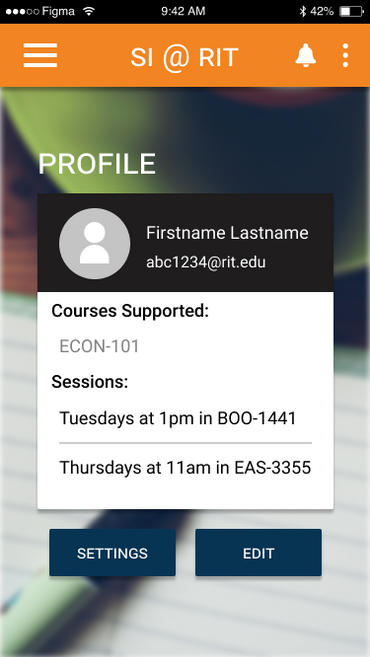 Figma 9:42 AM 42%
SI @ RIT
PROFILE
Firstname Lastname
abc1234@rit.edu
Courses Supported:
ECON-101
Sessions:
Tuesdays at 1pm in BOO-1441
Thursdays at 11am in EAS-3355
SETTINGS EDIT